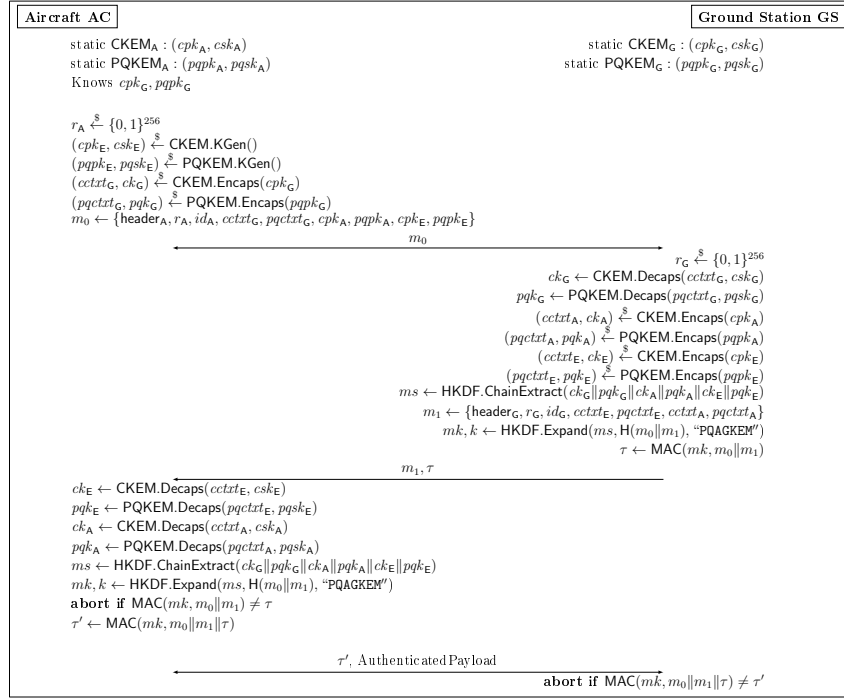 Aircraft AC
Ground Station GS
static CKEM_A : (cpk_A, csk_A)
static CKEM_G : (cpk_G, csk_G)
static PQKEM_A : (pqpk_A, pqsk_A)
static PQKEM_G : (pqpk_G, pqsk_G)
Knows cpk_G, pqpk_G
r_A ←$ {0, 1}^256
(cpk_E, csk_E) ←$ CKEM.KGen()
(pqpk_E, pqsk_E) ←$ PQKEM.KGen()
(cctxt_G, ck_G) ←$ CKEM.Encaps(cpk_G)
(pqctxt_G, pqk_G) ←$ PQKEM.Encaps(pqpk_G)
m_0 ← {header_A, r_A, id_A, cctxt_G, pqctxt_G, cpk_A, pqpk_A, cpk_E, pqpk_E}
m_0
r_G ←$ {0, 1}^256
ck_G ← CKEM.Decaps(cctxt_G, csk_G)
pqk_G ← PQKEM.Decaps(pqctxt_G, pqsk_G)
(cctxt_A, ck_A) ←$ CKEM.Encaps(cpk_A)
(pqctxt_A, pqk_A) ←$ PQKEM.Encaps(pqpk_A)
(cctxt_E, ck_E) ←$ CKEM.Encaps(cpk_E)
(pqctxt_E, pqk_E) ←$ PQKEM.Encaps(pqpk_E)
ms ← HKDF.ChainExtract(ck_G‖pqk_G‖ck_A‖pqk_A‖ck_E‖pqk_E)
m_1 ← {header_G, r_G, id_G, cctxt_E, pqctxt_E, cctxt_A, pqctxt_A}
mk, k ← HKDF.Expand(ms, H(m_0‖m_1), “PQAGKEM″)
τ ← MAC(mk, m_0‖m_1)
m_1, τ
ck_E ← CKEM.Decaps(cctxt_E, csk_E)
pqk_E ← PQKEM.Decaps(pqctxt_E, pqsk_E)
ck_A ← CKEM.Decaps(cctxt_A, csk_A)
pqk_A ← PQKEM.Decaps(pqctxt_A, pqsk_A)
ms ← HKDF.ChainExtract(ck_G‖pqk_G‖ck_A‖pqk_A‖ck_E‖pqk_E)
mk, k ← HKDF.Expand(ms, H(m_0‖m_1), “PQAGKEM″)
abort if MAC(mk, m_0‖m_1) ≠ τ
τ′ ← MAC(mk, m_0‖m_1‖τ)
τ′, AuthenticatedPayload
abort if MAC(mk, m_0‖m_1‖τ) ≠ τ′